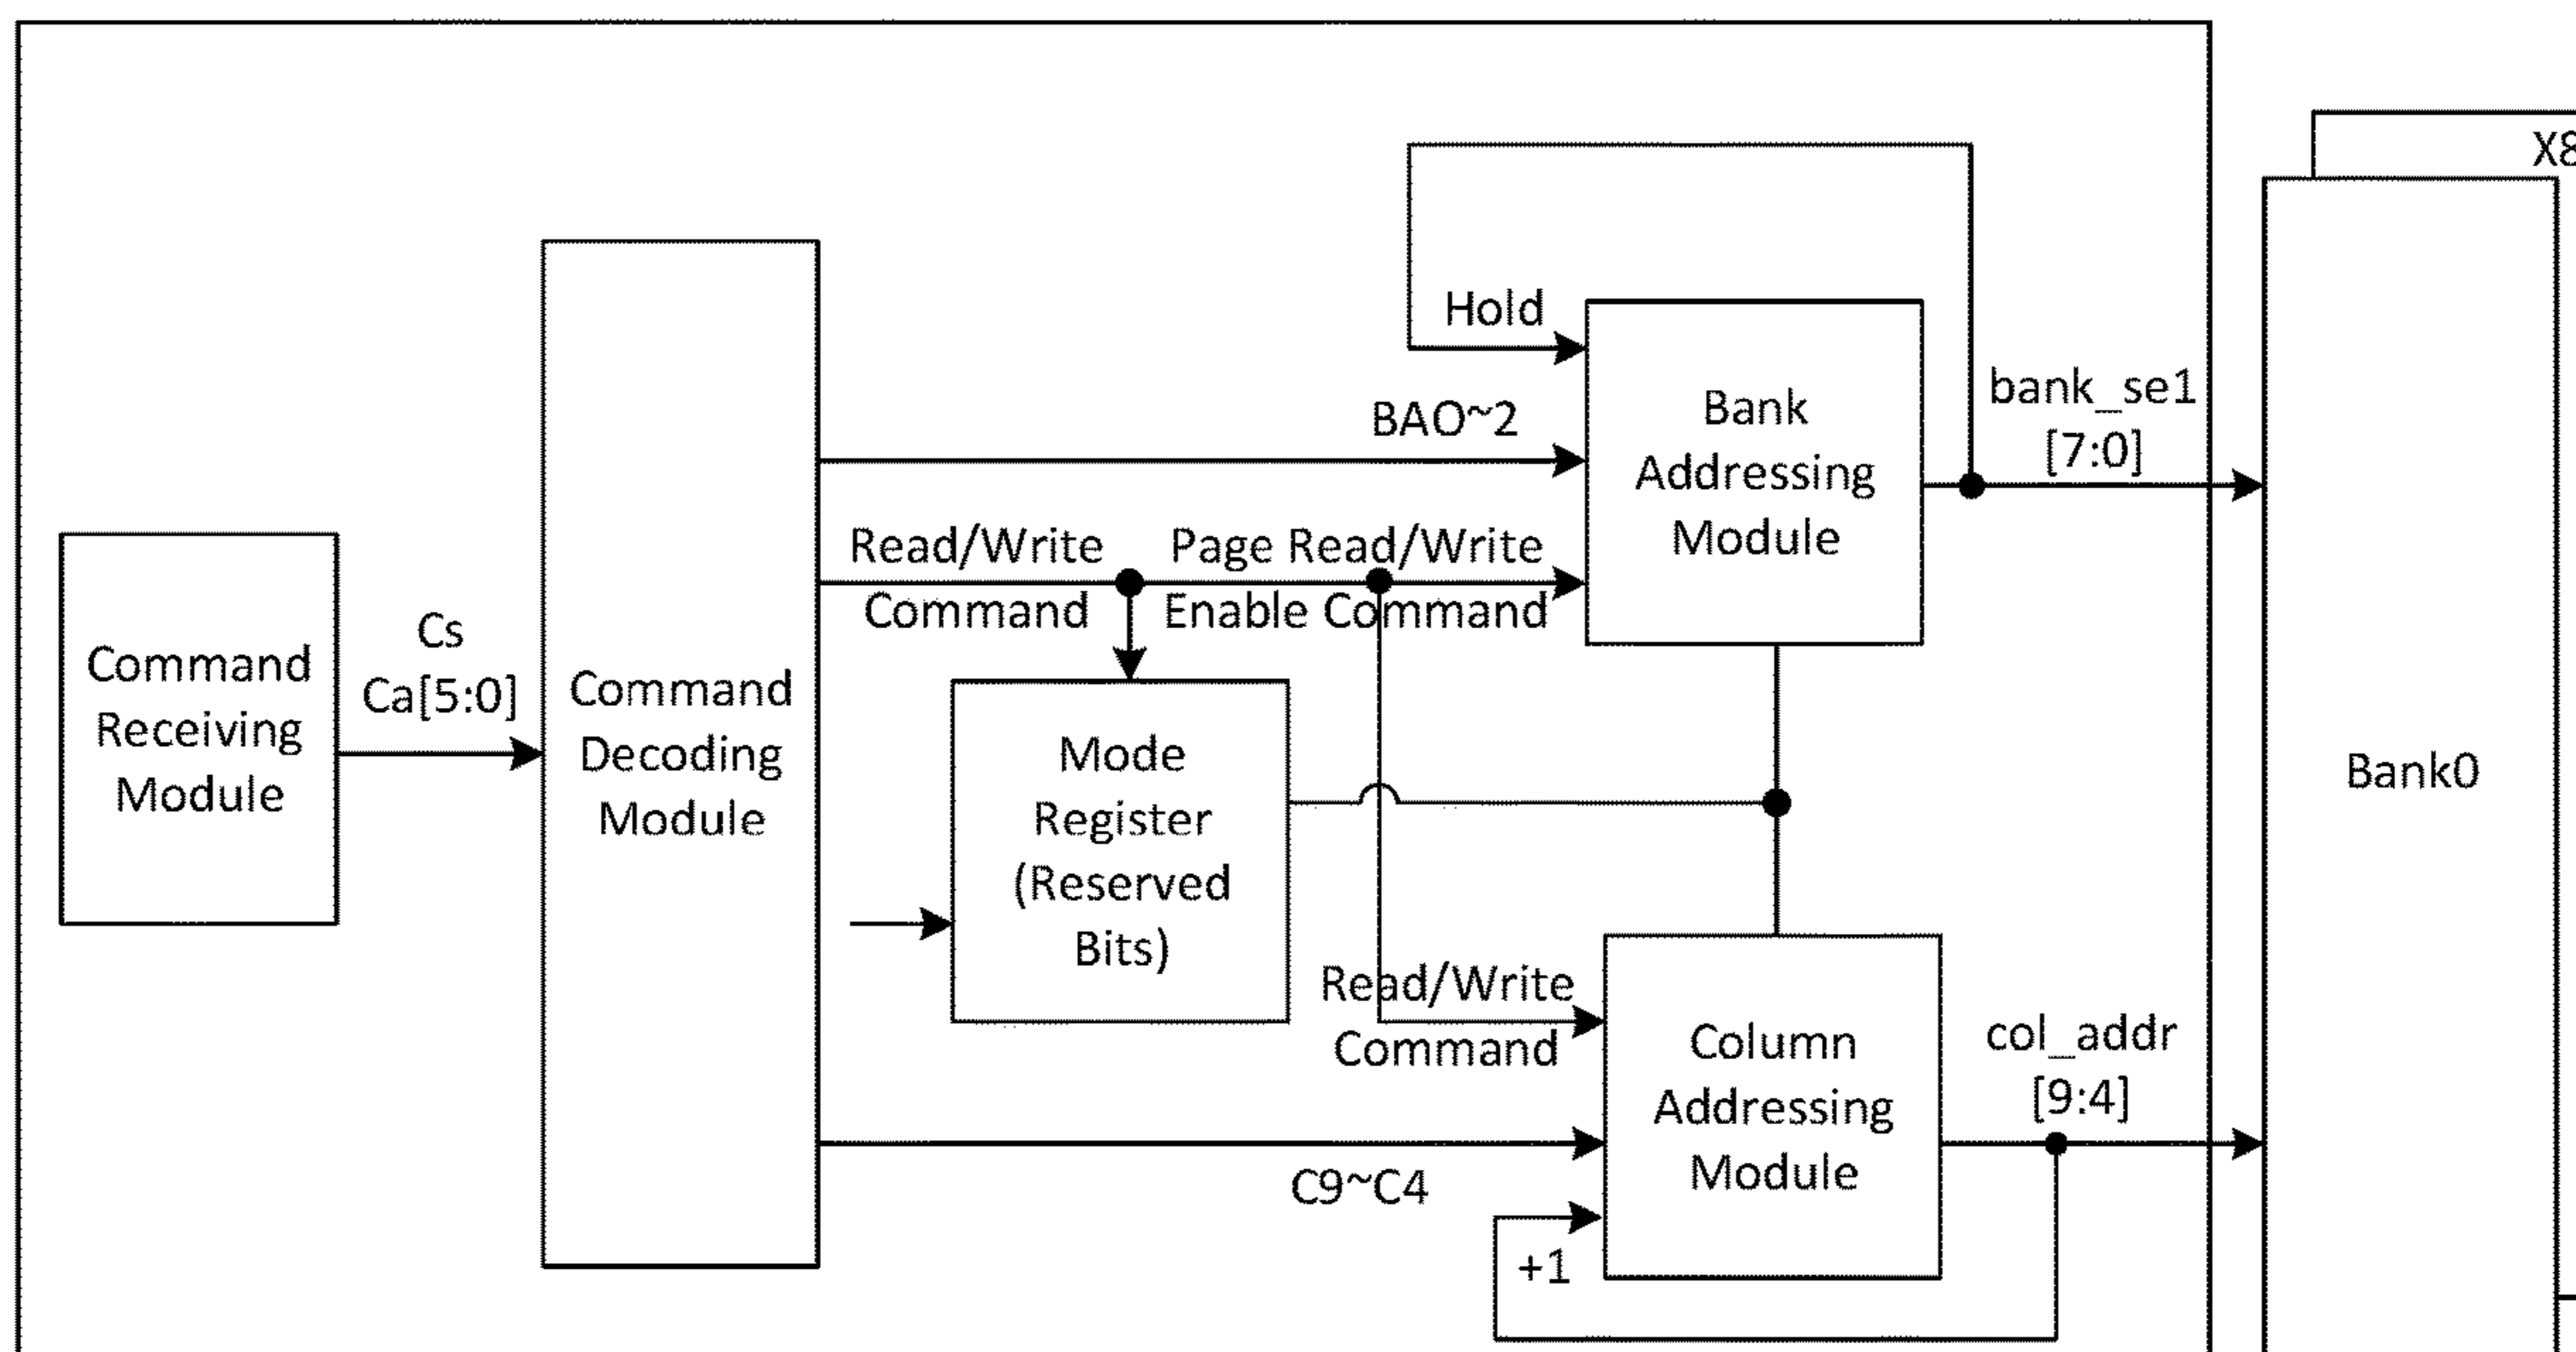 X8
Hold
bank_se1
[7:0]
BAO~2
Bank
Addressing
Module
Read/Write
Command
Page Read/Write
Enable Command
Cs
Ca[5:0]
Command
Receiving
Module
Command
Decoding
Module
Mode
Register
(Reserved
Bits)
Bank0
Read/Write
Command
Column
Addressing
Module
col_addr
[9:4]
C9~C4
+1